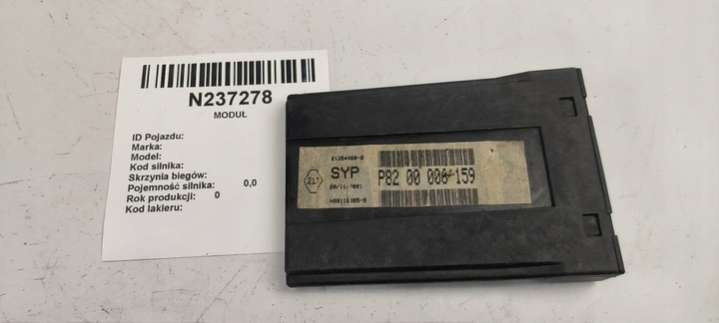 N237278
MODUŁ
ID Pojazdu:
Marka:
Model:
Kod silnika:
Skrzynia biegów:
Pojemność silnika: 0,0
Rok produkcji: 0
Kod lakieru:
SYP
P82 00 006/159